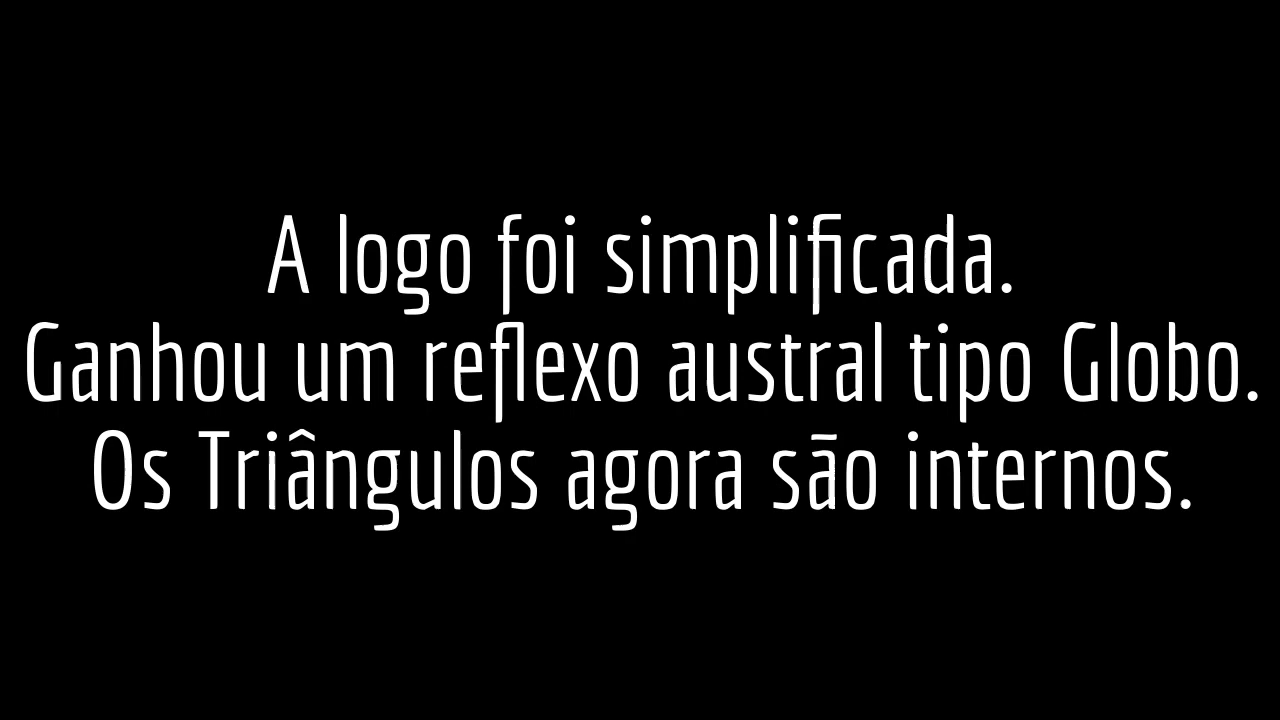 A logo foi simplificada.
Ganhou um reflexo austral tipo Globo.
Os Triângulos agora são internos.